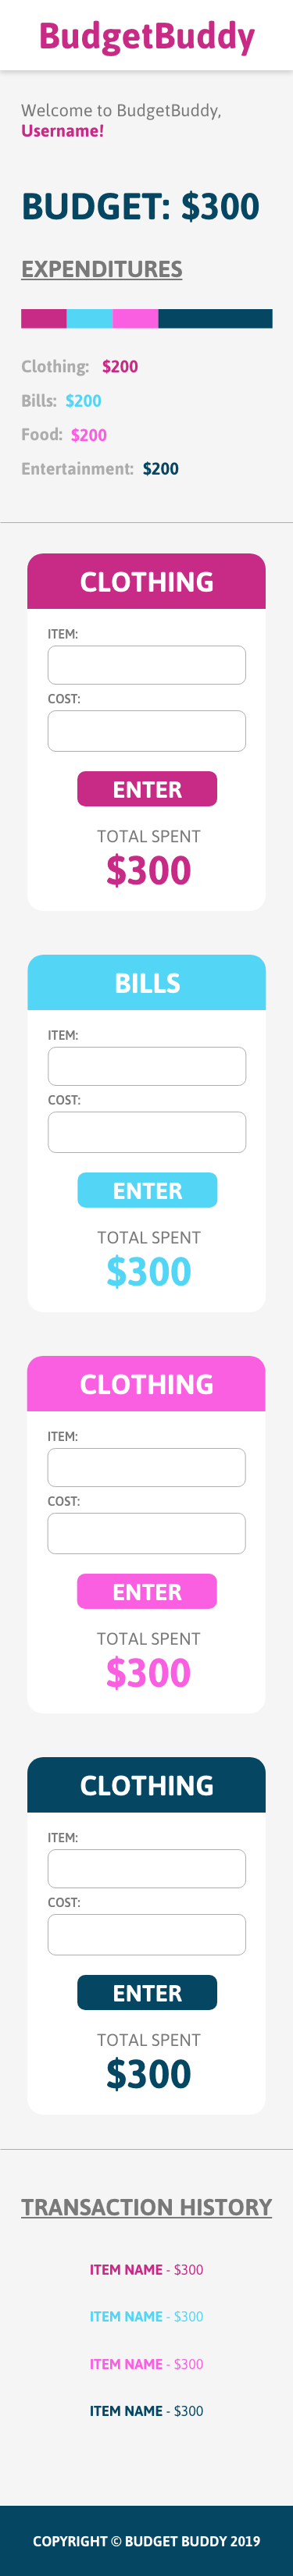 BudgetBuddy
Welcome to BudgetBuddy,
Username!
BUDGET: $300
EXPENDITURES
Clothing: $200
Bills: $200
Food: $200
Entertainment: $200
CLOTHING
ITEM:
COST:
ENTER
TOTAL SPENT
$300
BILLS
ITEM:
COST:
ENTER
TOTAL SPENT
$300
CLOTHING
ITEM:
COST:
ENTER
TOTAL SPENT
$300
CLOTHING
ITEM:
COST:
ENTER
TOTAL SPENT
$300
TRANSACTION HISTORY
ITEM NAME - $300
ITEM NAME - $300
ITEM NAME - $300
ITEM NAME - $300
COPYRIGHT © BUDGET BUDDY 2019